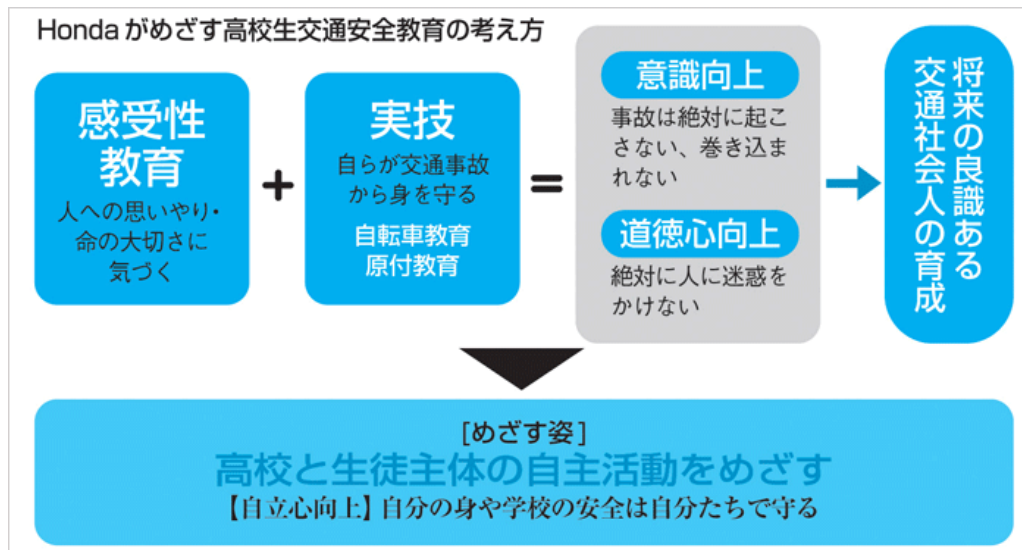 Hondaがめざす高校生交通安全教育の考え方
感受性
教育
人への思いやり・
命の大切さに
気づく
+
実技
自らが交通事故
から身を守る
自転車教育
原付教育
=
意識向上
事故は絶対に起こ
さない、巻き込ま
れない
道徳心向上
絶対に人に迷惑を
かけない
将来の良識ある
交通社会人の育成
[めざす姿]
高校と生徒主体の自主活動をめざす
【自立心向上】自分の身や学校の安全は自分たちで守る